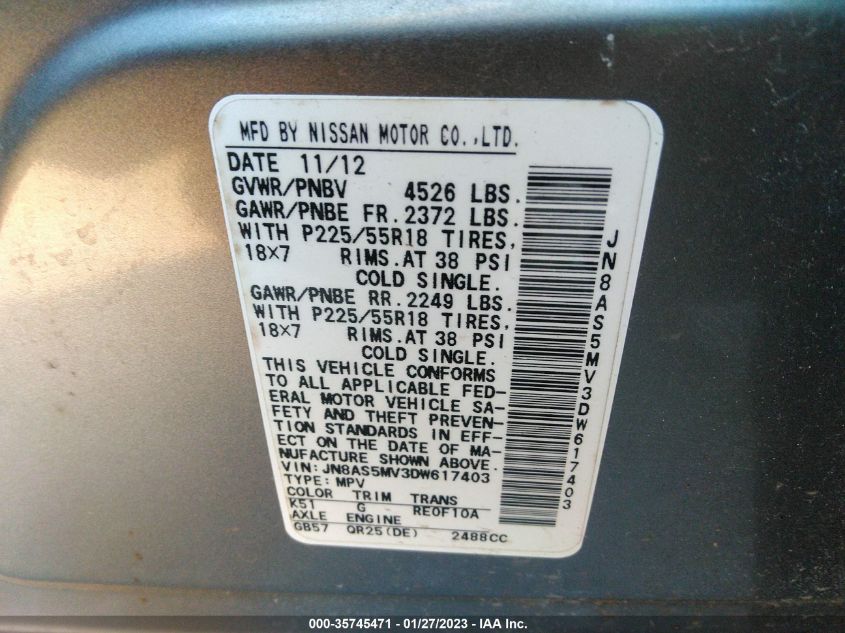 MFD BY NISSAN MOTOR CO.,LTD.
DATE 11/12
GVWR/PNBV 4526 LBS.
GAWR/PNBE FR. 2372 LBS.
WITH P225/55R18 TIRES,
18×7 RIMS. AT 38 PSI
COLD SINGLE.
GAWR/PNBE RR. 2249 LBS.
WITH P225/55R18 TIRES,
18×7 RIMS. AT 38 PSI
COLD SINGLE.
THIS VEHICLE CONFORMS
TO ALL APPLICABLE FED-
ERAL MOTOR VEHICLE SA-
FETY AND THEFT PREVEN-
TION STANDARDS IN EFF-
ECT ON THE DATE OF MA-
NUFACTURE SHOWN ABOVE.
VIN: JN8AS5MV3DW617403
TYPE: MPV
COLOR TRIM TRANS
K51 G RE0F10A
AXLE ENGINE
GB57 QR25(DE) 2488CC
JN8AS5MV3DW617403
000-35745471 - 01/27/2023 - IAA Inc.